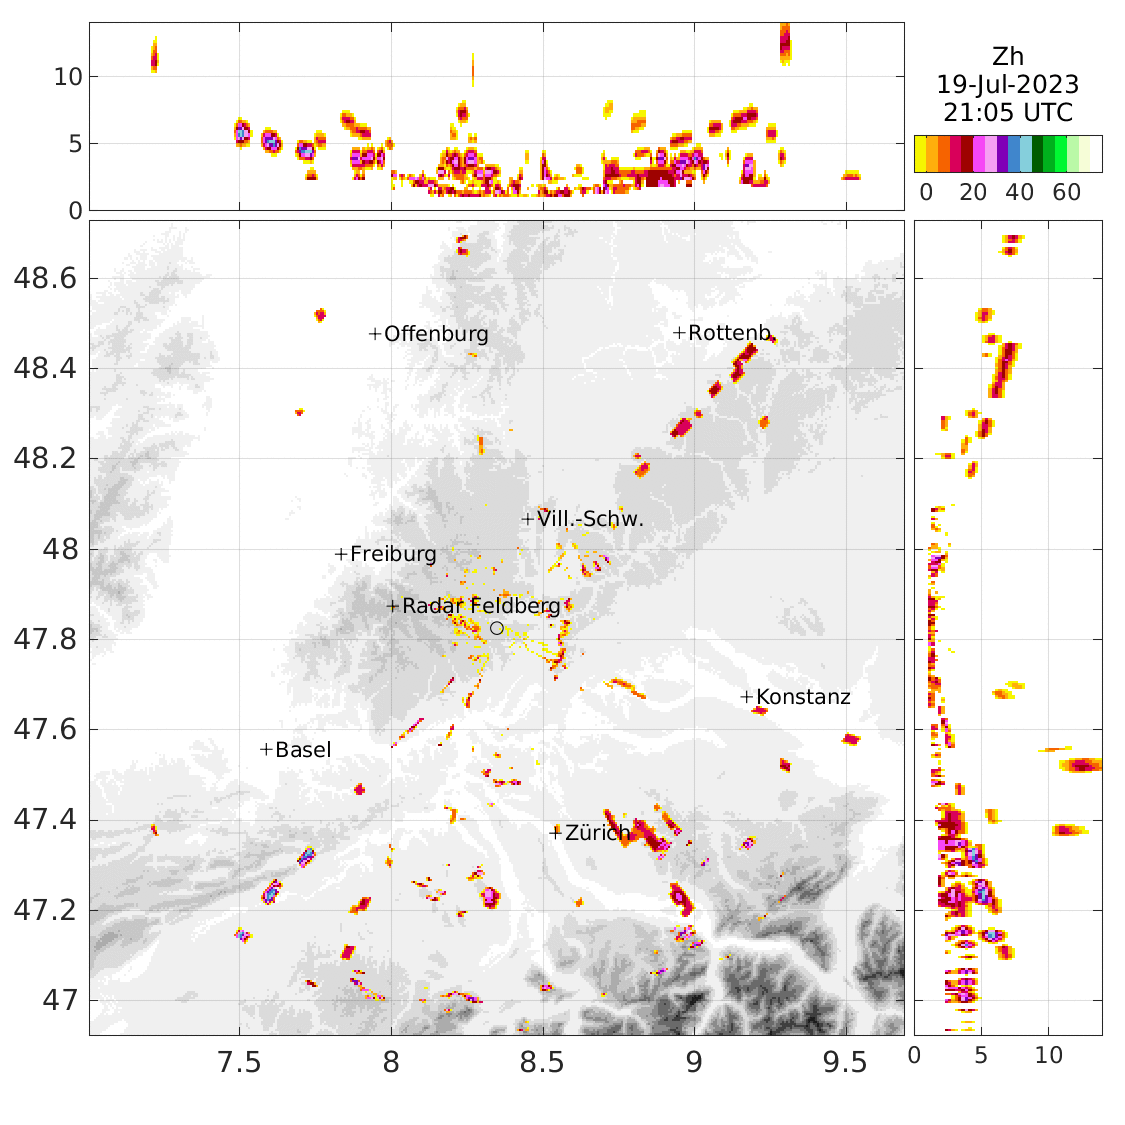 Zh
19-Jul-2023
21:05 UTC
10
5
0
0 20 40 60
48.6
48.4
48.2
48
47.8
47.6
47.4
47.2
47
+Offenburg
+Rottenb.
+Vill.-Schw.
+Freiburg
+Radar Feldberg
+Konstanz
+Basel
+Zürich
7.5 8 8.5 9 9.5
0 5 10